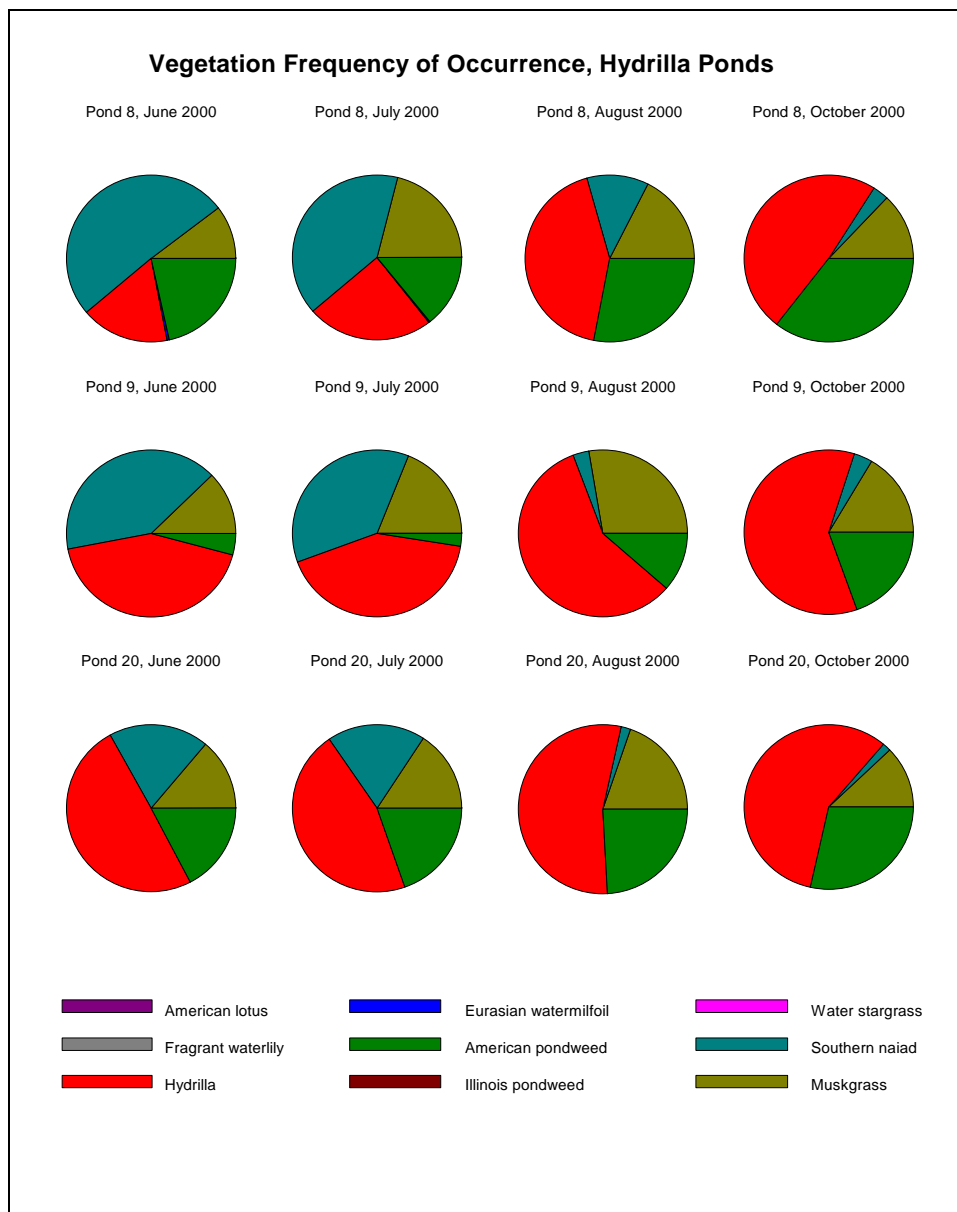 Vegetation Frequency of Occurrence, Hydrilla Ponds
Pond 8, June 2000
Pond 8, July 2000
Pond 8, August 2000
Pond 8, October 2000
Pond 9, June 2000
Pond 9, July 2000
Pond 9, August 2000
Pond 9, October 2000
Pond 20, June 2000
Pond 20, July 2000
Pond 20, August 2000
Pond 20, October 2000
American lotus
Eurasian watermilfoil
Water stargrass
Fragrant waterlily
American pondweed
Southern naiad
Hydrilla
Illinois pondweed
Muskgrass